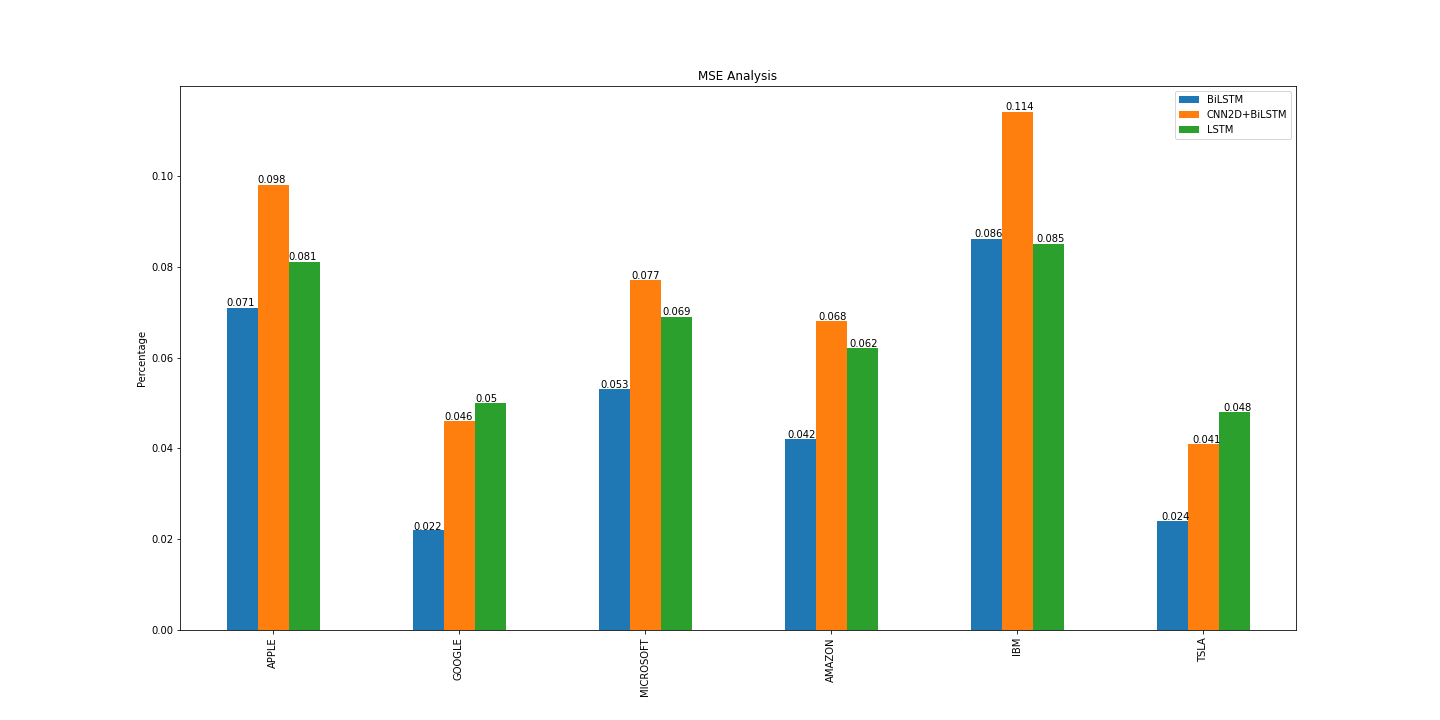 MSE Analysis
BiLSTM
CNN2D+BiLSTM
LSTM
Percentage
0.10
0.08
0.06
0.04
0.02
0.00
0.071
0.098
0.081
0.022
0.046
0.05
0.053
0.077
0.069
0.042
0.068
0.062
0.086
0.114
0.085
0.024
0.041
0.048
APPLE
GOOGLE
MICROSOFT
AMAZON
IBM
TSLA